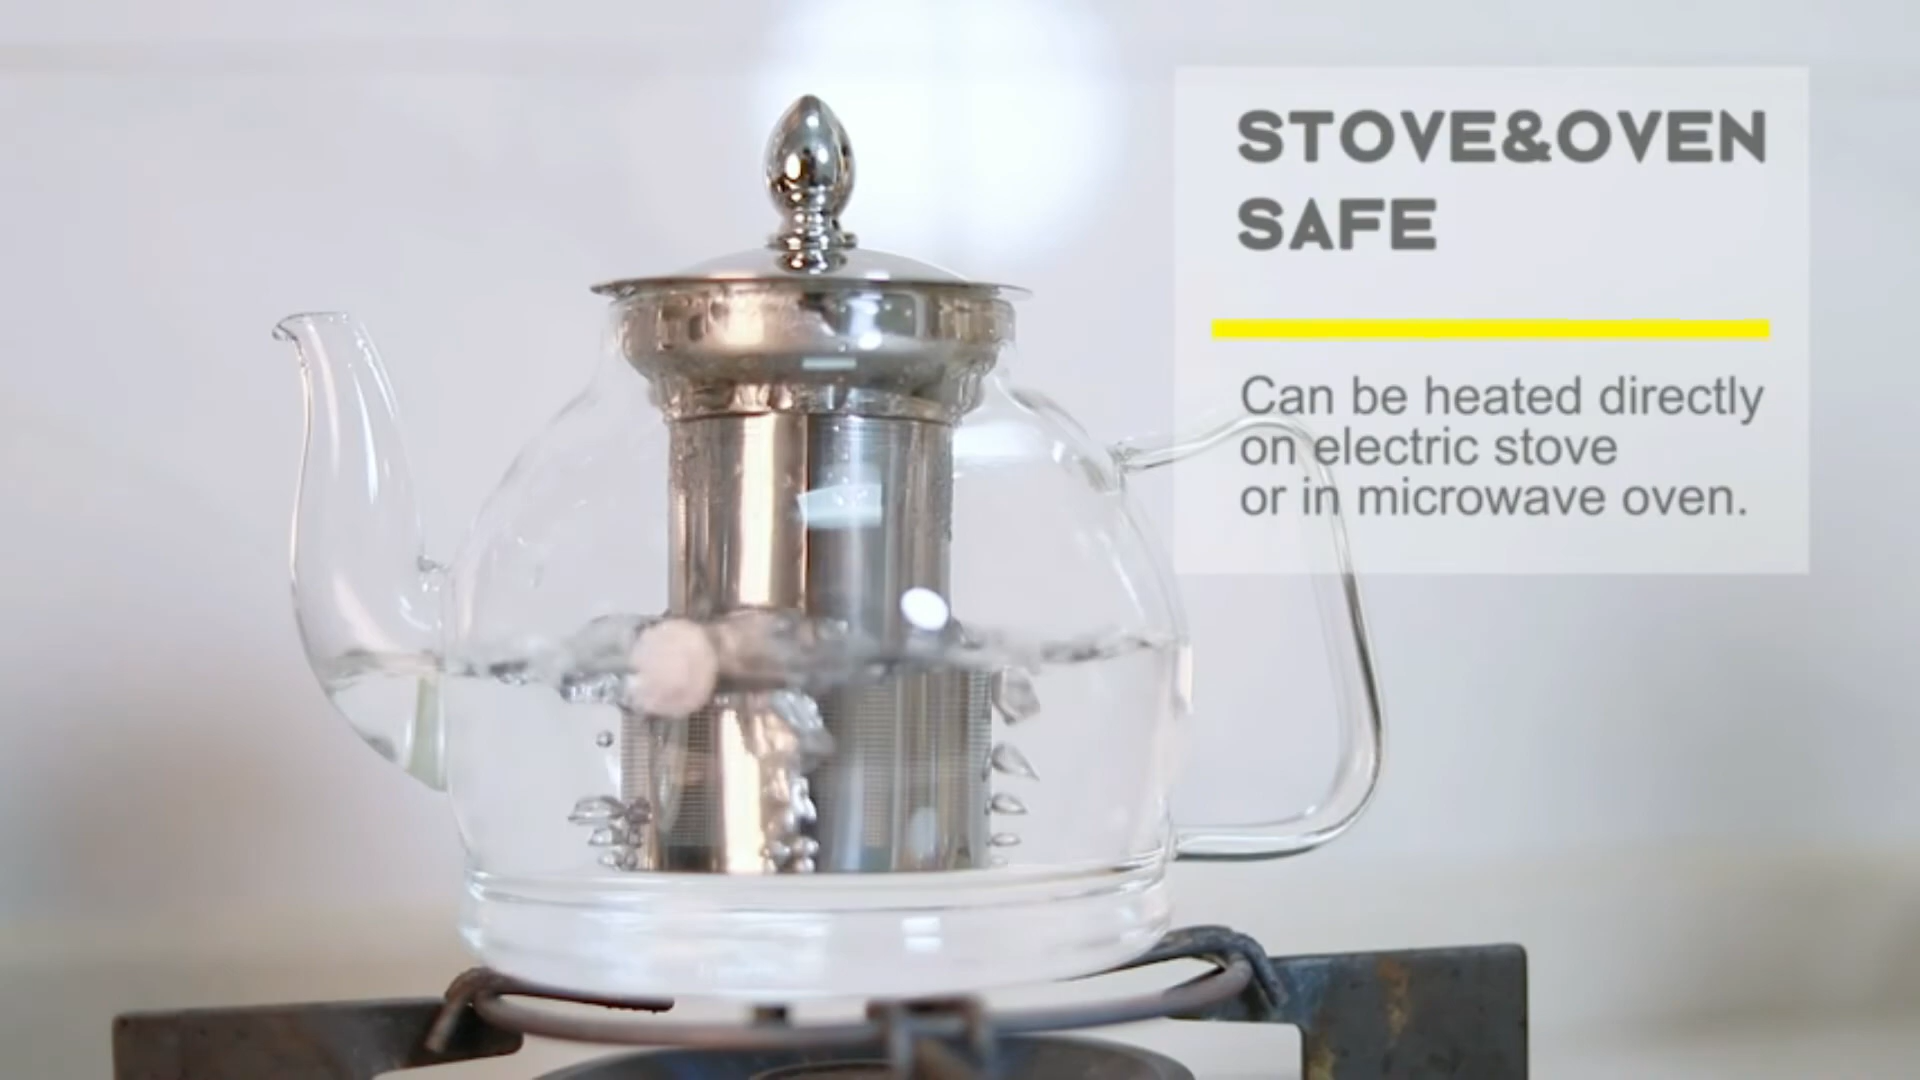 STOVE&OVEN
SAFE
Can be heated directly
on electric stove
or in microwave oven.